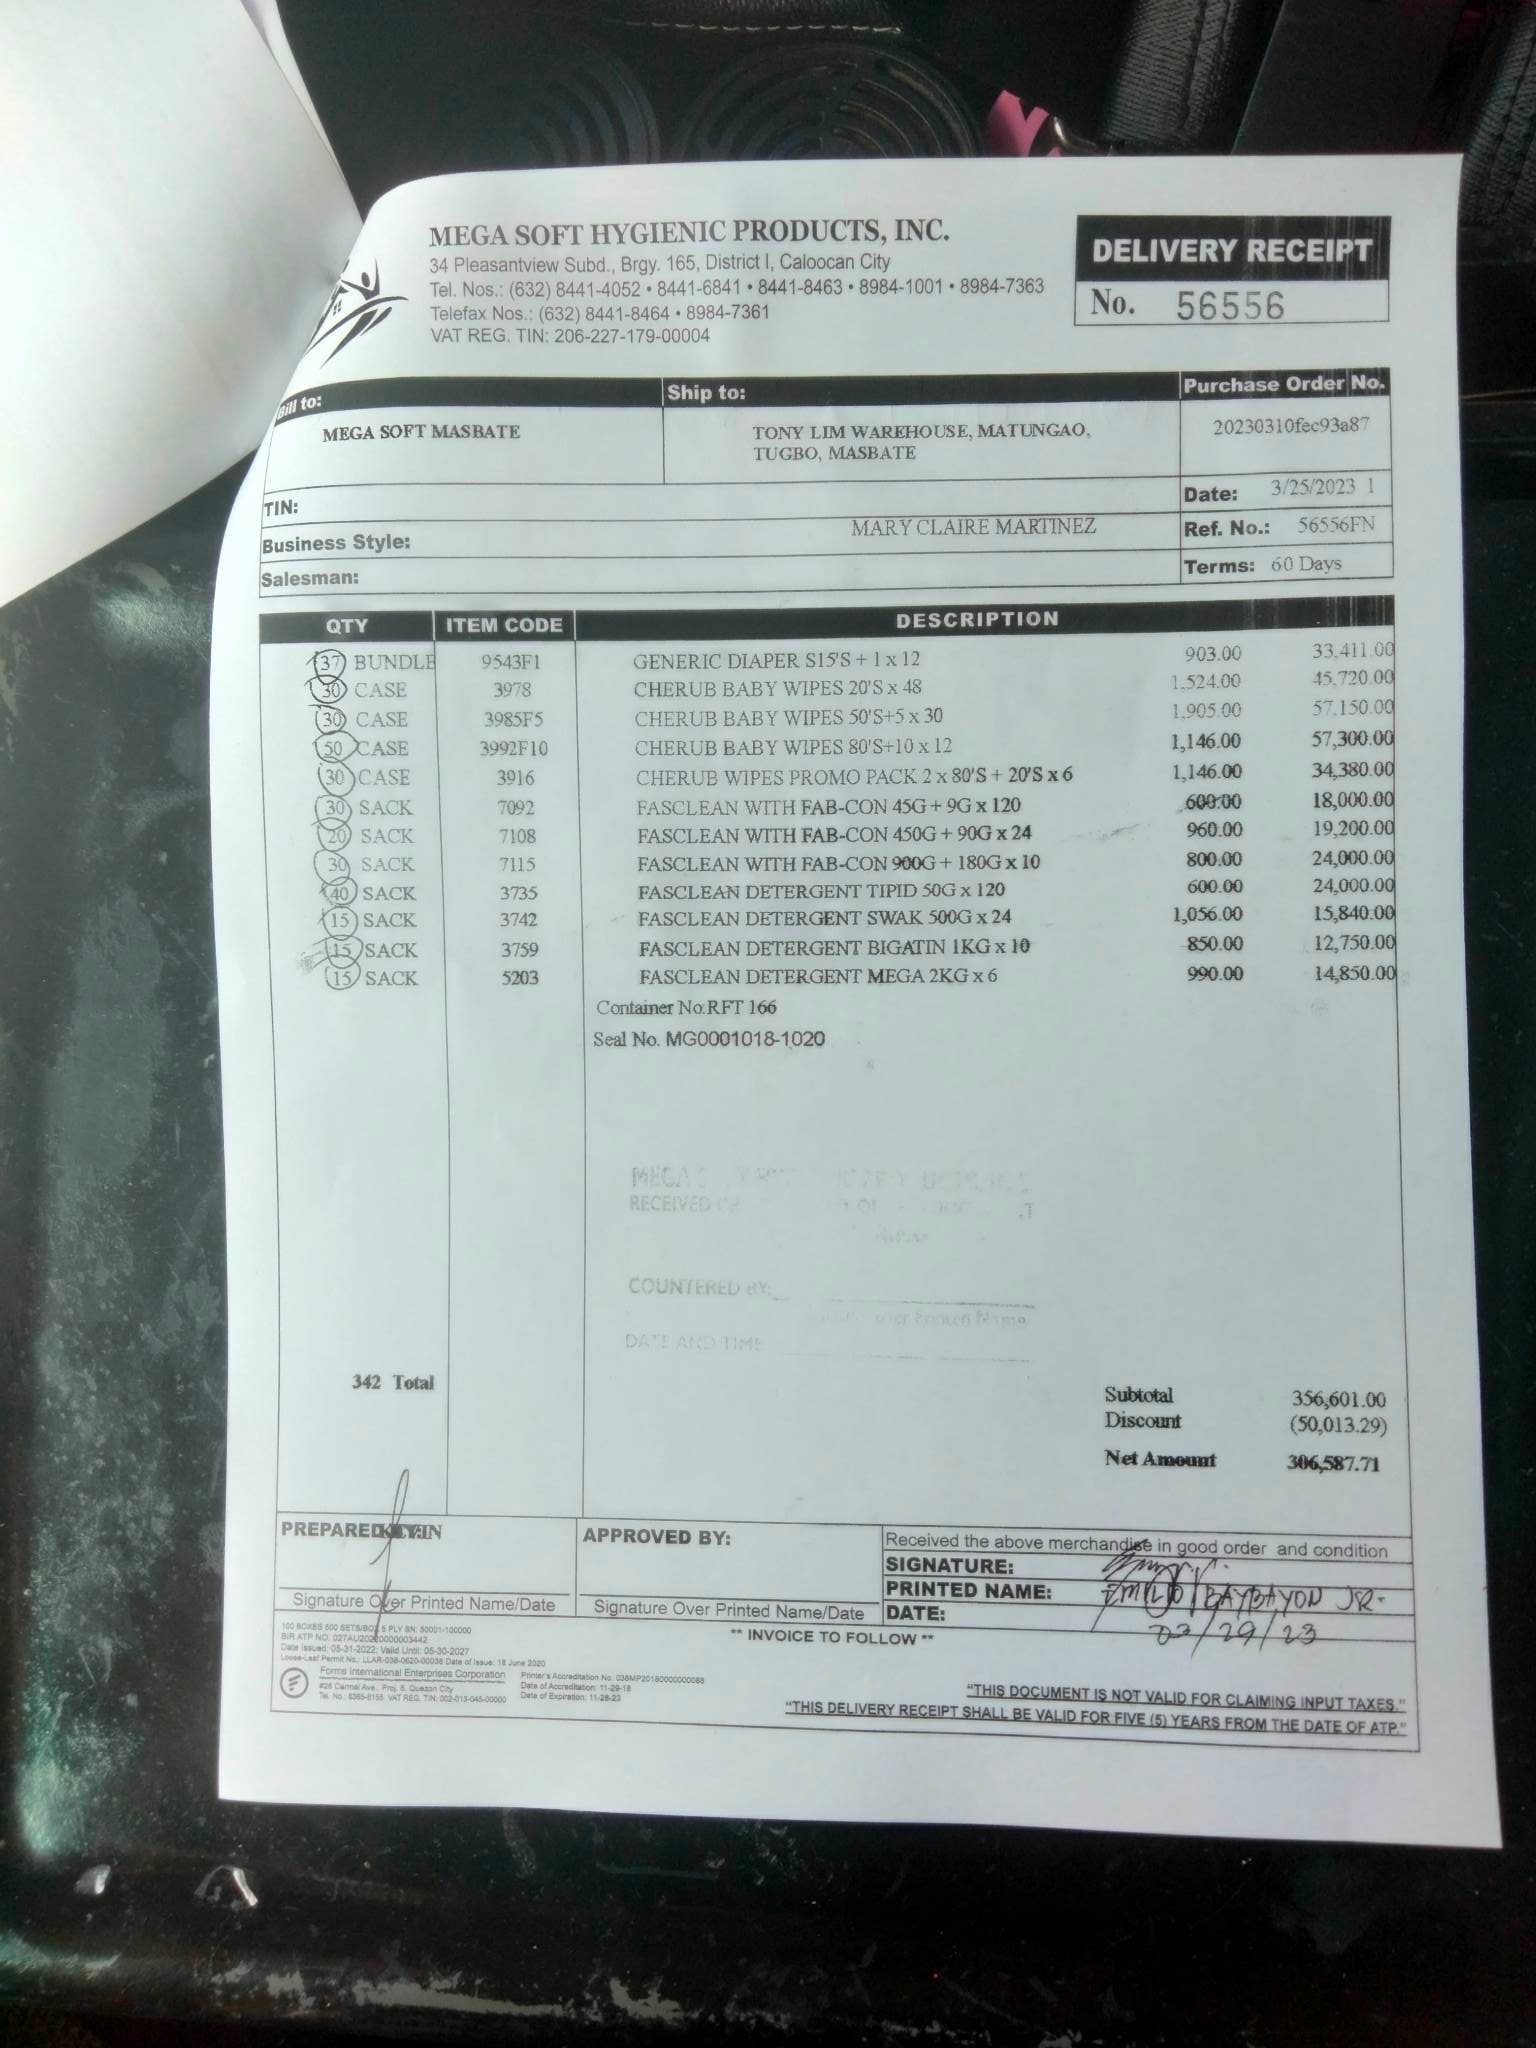 MEGA SOFT HYGIENIC PRODUCTS, INC.
34 Pleasantview Subd., Brgy. 165, District I, Caloocan City
Tel. Nos.: (632) 8441-4052 • 8441-6841 • 8441-8463 • 8984-1001 • 8984-7363
Telefax Nos.: (632) 8441-8464 • 8984-7361
VAT REG. TIN: 206-227-179-00004
DELIVERY RECEIPT
No. 56556
Bill to: Ship to: Purchase Order No.
MEGA SOFT MASBATE TONY LIM WAREHOUSE, MATUNGAO, 20230310fec93a87
TUGBO, MASBATE
TIN: Date: 3/25/2023 1
Business Style: MARY CLAIRE MARTINEZ Ref. No.: 56556FN
Salesman: Terms: 60 Days
QTY ITEM CODE DESCRIPTION
37 BUNDLE 9543F1 GENERIC DIAPER S15'S + 1 x 12 903.00 33,411.00
30 CASE 3978 CHERUB BABY WIPES 20'S x 48 1,524.00 45,720.00
30 CASE 3985F5 CHERUB BABY WIPES 50'S+5 x 30 1,905.00 57,150.00
50 CASE 3992F10 CHERUB BABY WIPES 80'S+10 x 12 1,146.00 57,300.00
30 CASE 3916 CHERUB WIPES PROMO PACK 2 x 80'S + 20'S x 6 1,146.00 34,380.00
30 SACK 7092 FASCLEAN WITH FAB-CON 45G + 9G x 120 600.00 18,000.00
20 SACK 7108 FASCLEAN WITH FAB-CON 450G + 90G x 24 960.00 19,200.00
30 SACK 7115 FASCLEAN WITH FAB-CON 900G + 180G x 10 800.00 24,000.00
40 SACK 3735 FASCLEAN DETERGENT TIPID 50G x 120 600.00 24,000.00
15 SACK 3742 FASCLEAN DETERGENT SWAK 500G x 24 1,056.00 15,840.00
15 SACK 3759 FASCLEAN DETERGENT BIGATIN 1KG x 10 850.00 12,750.00
15 SACK 5203 FASCLEAN DETERGENT MEGA 2KG x 6 990.00 14,850.00
Container No: RFT 166
Seal No. MG0001018-1020
MEGA
RECEIVED
COUNTERED BY:
Printed Name
DATE AND TIME
342 Total
Subtotal 356,601.00
Discount (50,013.29)
Net Amount 306,587.71
PREPARED KEVIN
Signature Over Printed Name/Date
APPROVED BY:
Signature Over Printed Name/Date
Received the above merchandise in good order and condition
SIGNATURE:
PRINTED NAME: EMILIO BAYBAYON JR.
DATE: 03/29/23
** INVOICE TO FOLLOW **
100 BOXES 500 SETS/BOX 5 PLY SN: 50001-100000
BIR ATP NO. 027AU20220000003442
Date Issued: 05-31-2022; Valid Until: 05-30-2027
Loose-Leaf Permit No.: LLAR-038-0620-00036 Date of Issue: 18 June 2020
Forms International Enterprises Corporation
#28 Carmel Ave., Proj. 8, Quezon City
Tel. No.: 8365-8155 VAT REG. TIN: 002-013-045-00000
Printer's Accreditation No. 038MP20180000000088
Date of Accreditation: 11-29-18
Date of Expiration: 11-28-23
"THIS DOCUMENT IS NOT VALID FOR CLAIMING INPUT TAXES."
"THIS DELIVERY RECEIPT SHALL BE VALID FOR FIVE (5) YEARS FROM THE DATE OF ATP."